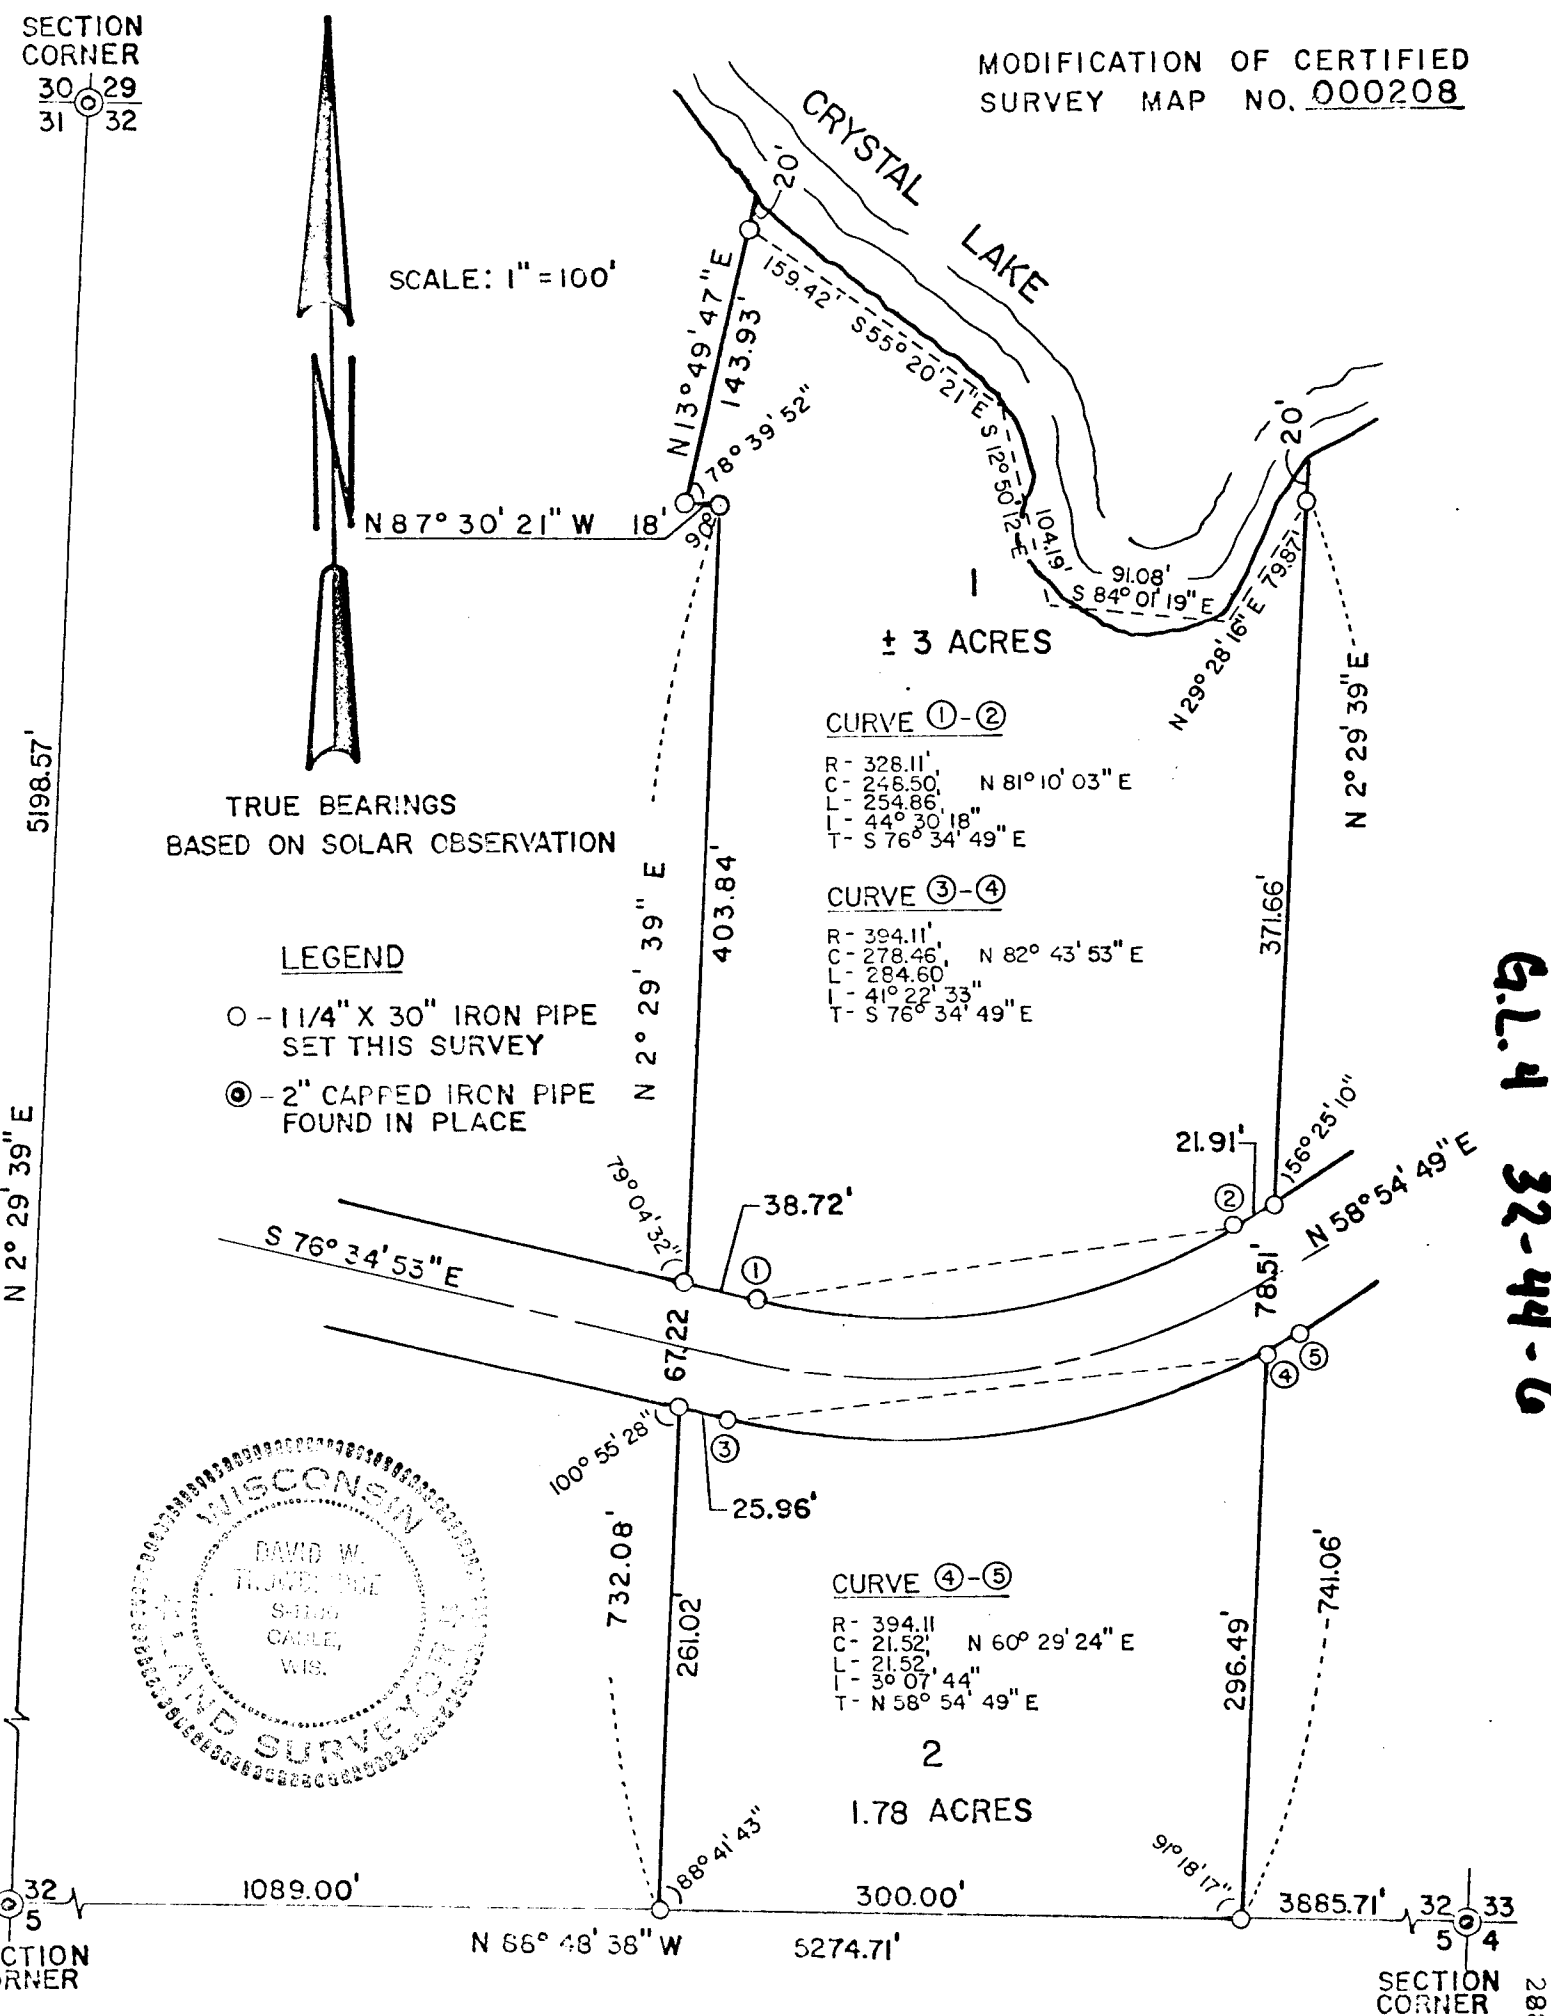 SECTION
CORNER
30 29
31 32
MODIFICATION OF CERTIFIED
SURVEY MAP NO. 000208
CRYSTAL
LAKE
20'
SCALE: 1" = 100'
N 13° 49' 47" E
143.93'
159.42' S 55° 20' 21" E
78° 39' 52"
S 12° 50' 12" E
104.19'
20'
N 87° 30' 21" W 18'
90°
91.08'
S 84° 01' 19" E
79.87'
N 29° 28' 16" E
N 2° 29' 39" E
1
± 3 ACRES
CURVE ①-②
R - 328.11'
C - 248.50' N 81° 10' 03" E
L - 254.86'
I - 44° 30' 18"
T - S 76° 34' 49" E
CURVE ③-④
R - 394.11'
C - 278.46' N 82° 43' 53" E
L - 284.60'
I - 41° 22' 33"
T - S 76° 34' 49" E
5198.57'
N 2° 29' 39" E
TRUE BEARINGS
BASED ON SOLAR OBSERVATION
LEGEND
○ - 1 1/4" X 30" IRON PIPE
SET THIS SURVEY
◎ - 2" CAPPED IRON PIPE
FOUND IN PLACE
N 2° 29' 39" E
403.84'
371.66'
G.L. 4 32-44-6
79° 04' 32"
38.72'
21.91'
156° 25' 10"
① ②
S 76° 34' 53" E
N 58° 54' 49" E
67.22
78.51'
③ ④ ⑤
100° 55' 28"
25.96'
WISCONSIN
DAVID W.
CABLE,
WIS.
LAND SURVEYOR
732.08'
261.02'
CURVE ④-⑤
R - 394.11
C - 21.52' N 60° 29' 24" E
L - 21.52'
I - 3° 07' 44"
T - N 58° 54' 49" E
296.49'
741.06'
2
1.78 ACRES
88° 41' 43"
91° 18' 17"
32
5
1089.00'
300.00'
3885.71'
32 33
5 4
N 88° 48' 38" W 5274.71'
CTION
RNER
SECTION
CORNER